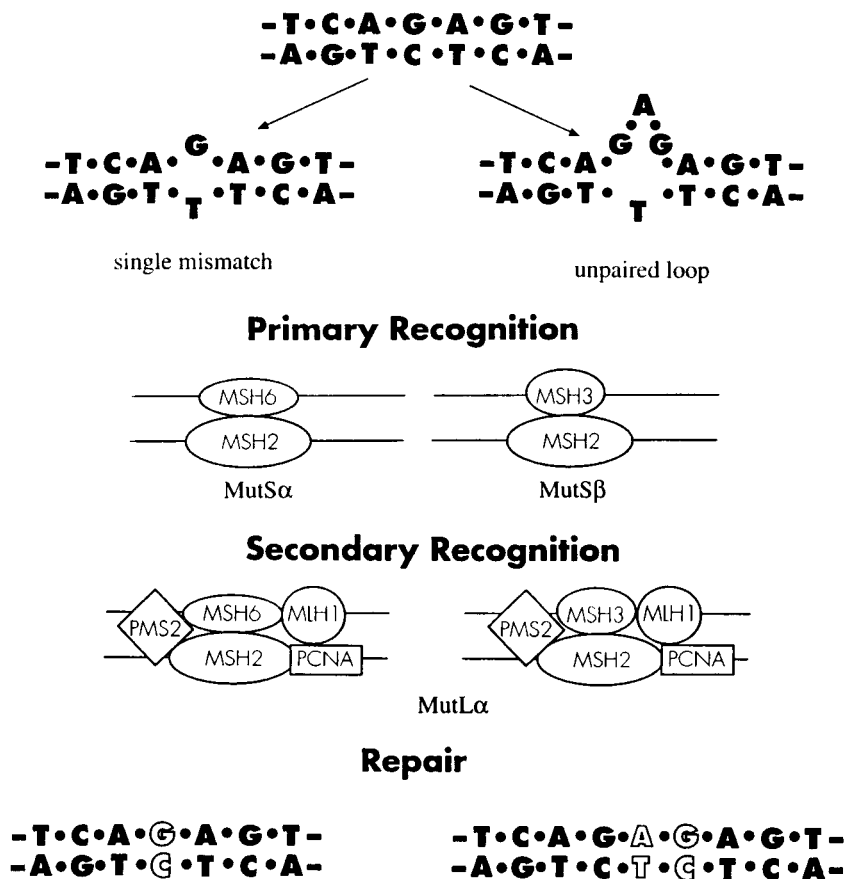 -T•C•A•G•A•G•T-
-A•G•T•C•T•C•A-
A
G G
-T•C•A•G•A•G•T-
-A•G•T•T•T•C•A-
-T•C•A• •A•G•T-
-A•G•T•T•T•C•A-
single mismatch
unpaired loop
Primary Recognition
MSH6
MSH2
MutSα
MSH3
MSH2
MutSβ
Secondary Recognition
PMS2 MSH6 MLH1
MSH2 PCNA
PMS2 MSH3 MLH1
MSH2 PCNA
MutLα
Repair
-T•C•A•G•A•G•T-
-A•G•T•C•T•C•A-
-T•C•A•G•A•G•A•G•T-
-A•G•T•C•T•C•T•C•A-